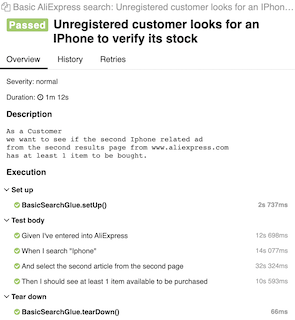 Basic AliExpress search: Unregistered customer looks for an IPhon...
Passed
Unregistered customer looks for an
IPhone to verify its stock
Overview History Retries
Severity: normal
Duration: 1m 12s
Description
As a Customer
we want to see if the second Iphone related ad
from the second results page from www.aliexpress.com
has at least 1 item to be bought.
Execution
Set up
BasicSearchGlue.setUp() 2s 737ms
Test body
Given I've entered into AliExpress 12s 698ms
When I search "Iphone" 14s 077ms
And select the second article from the second page 32s 324ms
Then I should see at least 1 item available to be purchased 10s 593ms
Tear down
BasicSearchGlue.tearDown() 66ms